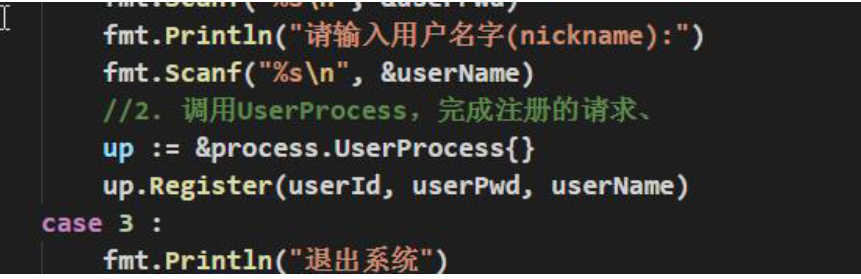 fmt.Scanf("%s\n", &userPwd)
fmt.Println("请输入用户名字(nickname):")
fmt.Scanf("%s\n", &userName)
//2. 调用UserProcess，完成注册的请求、
up := &process.UserProcess{}
up.Register(userId, userPwd, userName)
case 3 :
fmt.Println("退出系统")